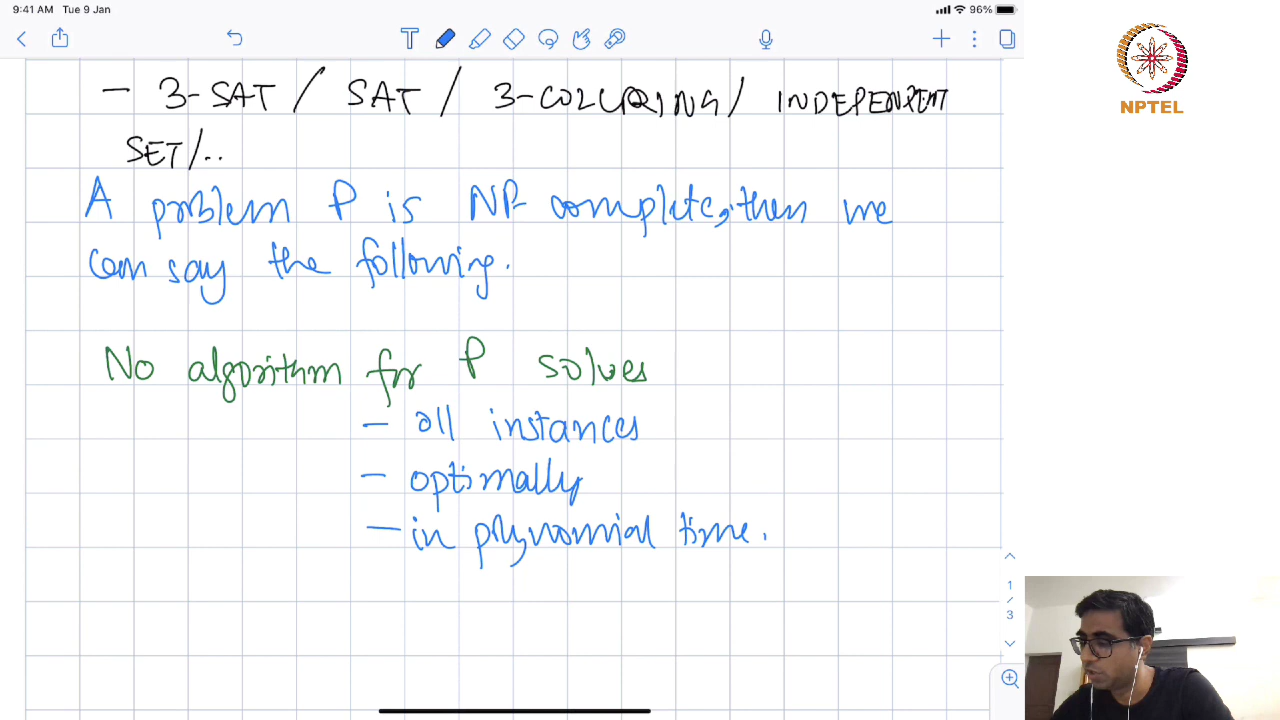 9:41 AM Tue 9 Jan
96%
NPTEL
- 3-SAT / SAT / 3-COLURING / INDEPENDENT
SET/..
A problem P is NP complete, then we
can say the following.
No algorithm for P solves
- all instances
- optimally
- in polynomial time.
1
/
3